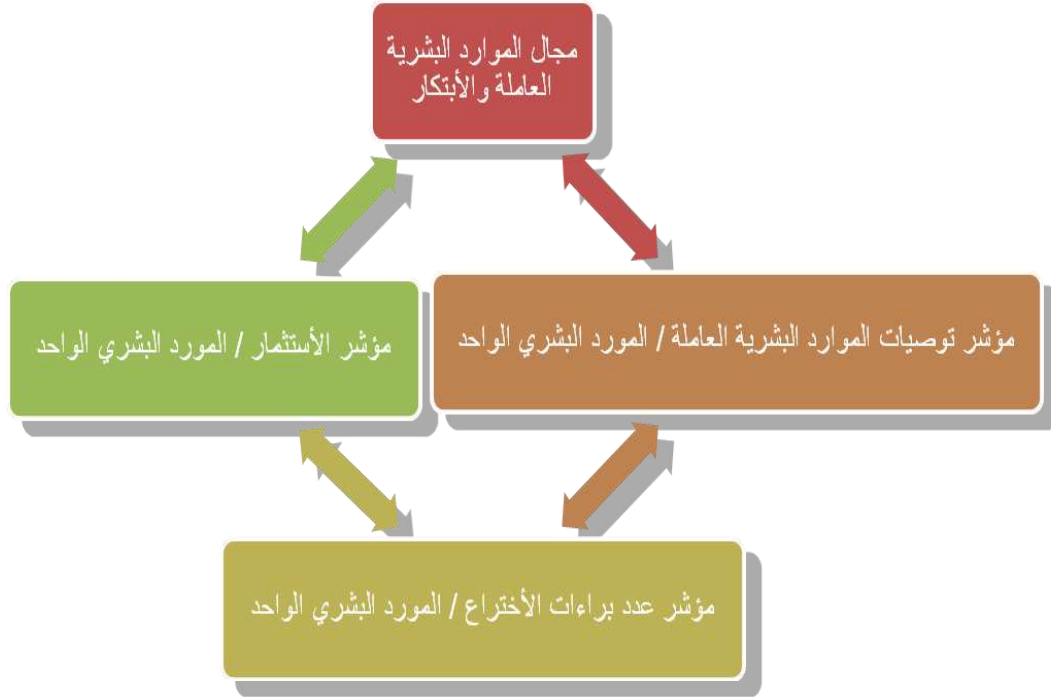 مجال الموارد البشرية
العاملة والأبتكار
مؤشر توصيات الموارد البشرية العاملة / المورد البشري الواحد
مؤشر الأستثمار / المورد البشري الواحد
مؤشر عدد براءات الأختراع / المورد البشري الواحد